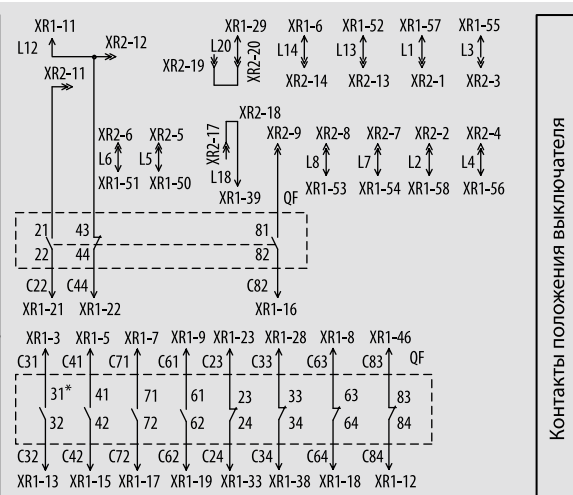 XR1-11 XR1-29 XR1-6 XR1-52 XR1-57 XR1-55
L12 XR2-12 L20 XR2-20 L14 L13 L1 L3
XR2-19 XR2-14 XR2-13 XR2-1 XR2-3
XR2-11
XR2-18
XR2-6 XR2-5 XR2-17 XR2-9 XR2-8 XR2-7 XR2-2 XR2-4
L6 L5 L18 L8 L7 L2 L4
XR1-51 XR1-50 XR1-39 XR1-53 XR1-54 XR1-58 XR1-56
QF
21 43 81
22 44 82
C22 C44 C82
XR1-21 XR1-22 XR1-16
XR1-3 XR1-5 XR1-7 XR1-9 XR1-23 XR1-28 XR1-8 XR1-46
C31 C41 C71 C61 C23 C33 C63 C83 QF
31* 41 71 61 23 33 63 83
32 42 72 62 24 34 64 84
C32 C42 C72 C62 C24 C34 C64 C84
XR1-13 XR1-15 XR1-17 XR1-19 XR1-33 XR1-38 XR1-18 XR1-12
Контакты положения выключателя